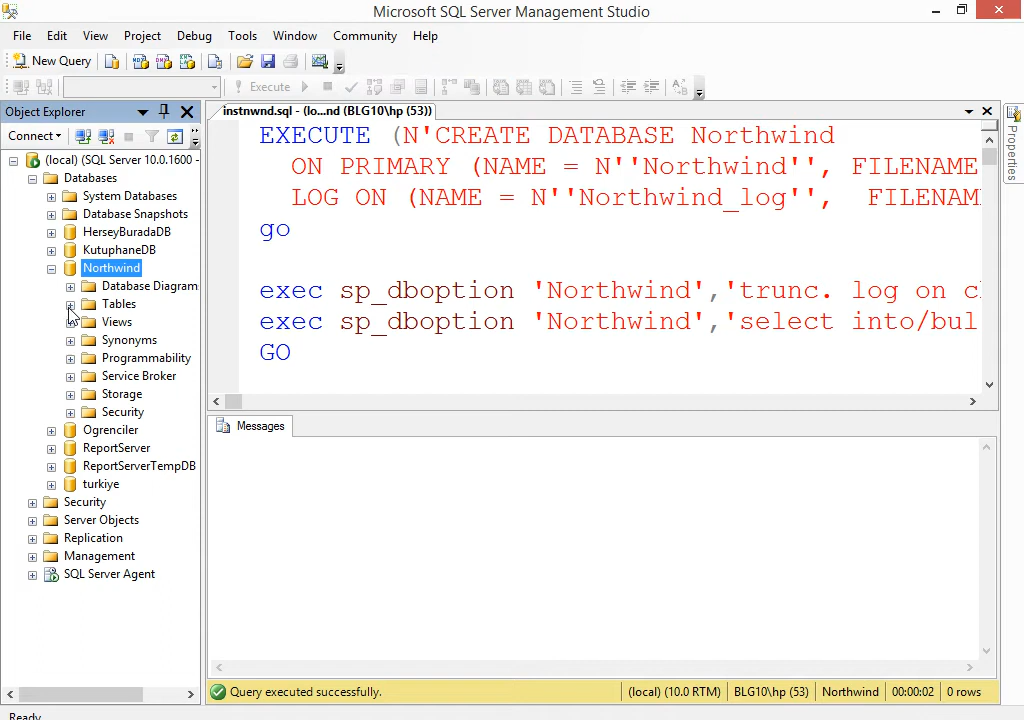 Microsoft SQL Server Management Studio
File Edit View Project Debug Tools Window Community Help
New Query
Execute
Object Explorer
Connect
(local) (SQL Server 10.0.1600 -
Databases
System Databases
Database Snapshots
HerseyBuradaDB
KutuphaneDB
Northwind
Database Diagram
Tables
Views
Synonyms
Programmability
Service Broker
Storage
Security
Ogrenciler
ReportServer
ReportServerTempDB
turkiye
Security
Server Objects
Replication
Management
SQL Server Agent
instnwnd.sql - (lo...nd (BLG10\hp (53))
EXECUTE (N'CREATE DATABASE Northwind
ON PRIMARY (NAME = N''Northwind'', FILENAME
LOG ON (NAME = N''Northwind_log'', FILENAM
go
exec sp_dboption 'Northwind','trunc. log on c
exec sp_dboption 'Northwind','select into/bul
GO
Messages
Query executed successfully.
(local) (10.0 RTM) BLG10\hp (53) Northwind 00:00:02 0 rows
Properties
Ready